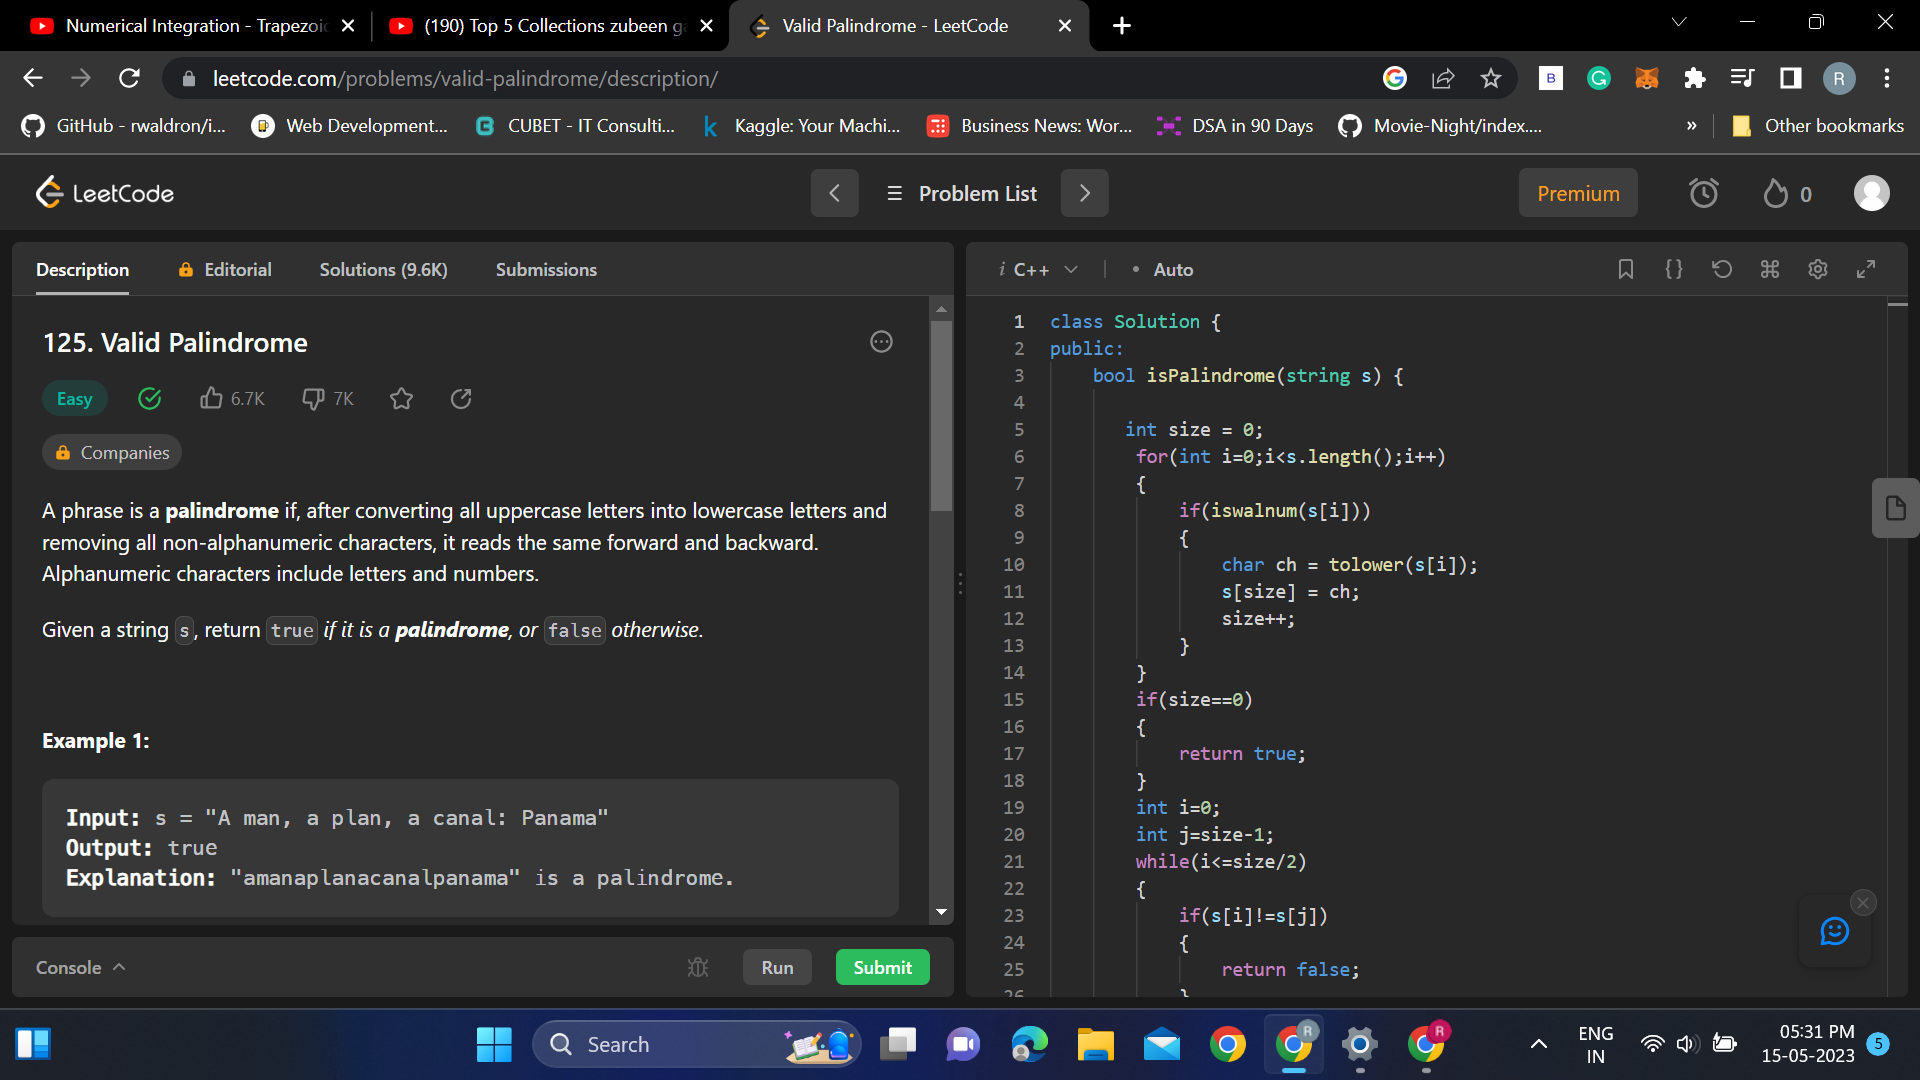 Numerical Integration - Trapezoid
(190) Top 5 Collections zubeen ga
Valid Palindrome - LeetCode
leetcode.com/problems/valid-palindrome/description/
B
G
R
GitHub - rwaldron/i...
Web Development...
CUBET - IT Consulti...
Kaggle: Your Machi...
Business News: Wor...
DSA in 90 Days
Movie-Night/index....
»
Other bookmarks
LeetCode
Problem List
Premium
0
Description
Editorial
Solutions (9.6K)
Submissions
125. Valid Palindrome
Easy
6.7K
7K
Companies
A phrase is a palindrome if, after converting all uppercase letters into lowercase letters and
removing all non-alphanumeric characters, it reads the same forward and backward.
Alphanumeric characters include letters and numbers.
Given a string s, return true if it is a palindrome, or false otherwise.
Example 1:
Input: s = "A man, a plan, a canal: Panama"
Output: true
Explanation: "amanaplanacanalpanama" is a palindrome.
Console
Run
Submit
i C++
• Auto
1 class Solution {
2 public:
3 bool isPalindrome(string s) {
4
5 int size = 0;
6 for(int i=0;i<s.length();i++)
7 {
8 if(iswalnum(s[i]))
9 {
10 char ch = tolower(s[i]);
11 s[size] = ch;
12 size++;
13 }
14 }
15 if(size==0)
16 {
17 return true;
18 }
19 int i=0;
20 int j=size-1;
21 while(i<=size/2)
22 {
23 if(s[i]!=s[j])
24 {
25 return false;
26 }
Search
R
R
ENG
IN
05:31 PM
15-05-2023
5